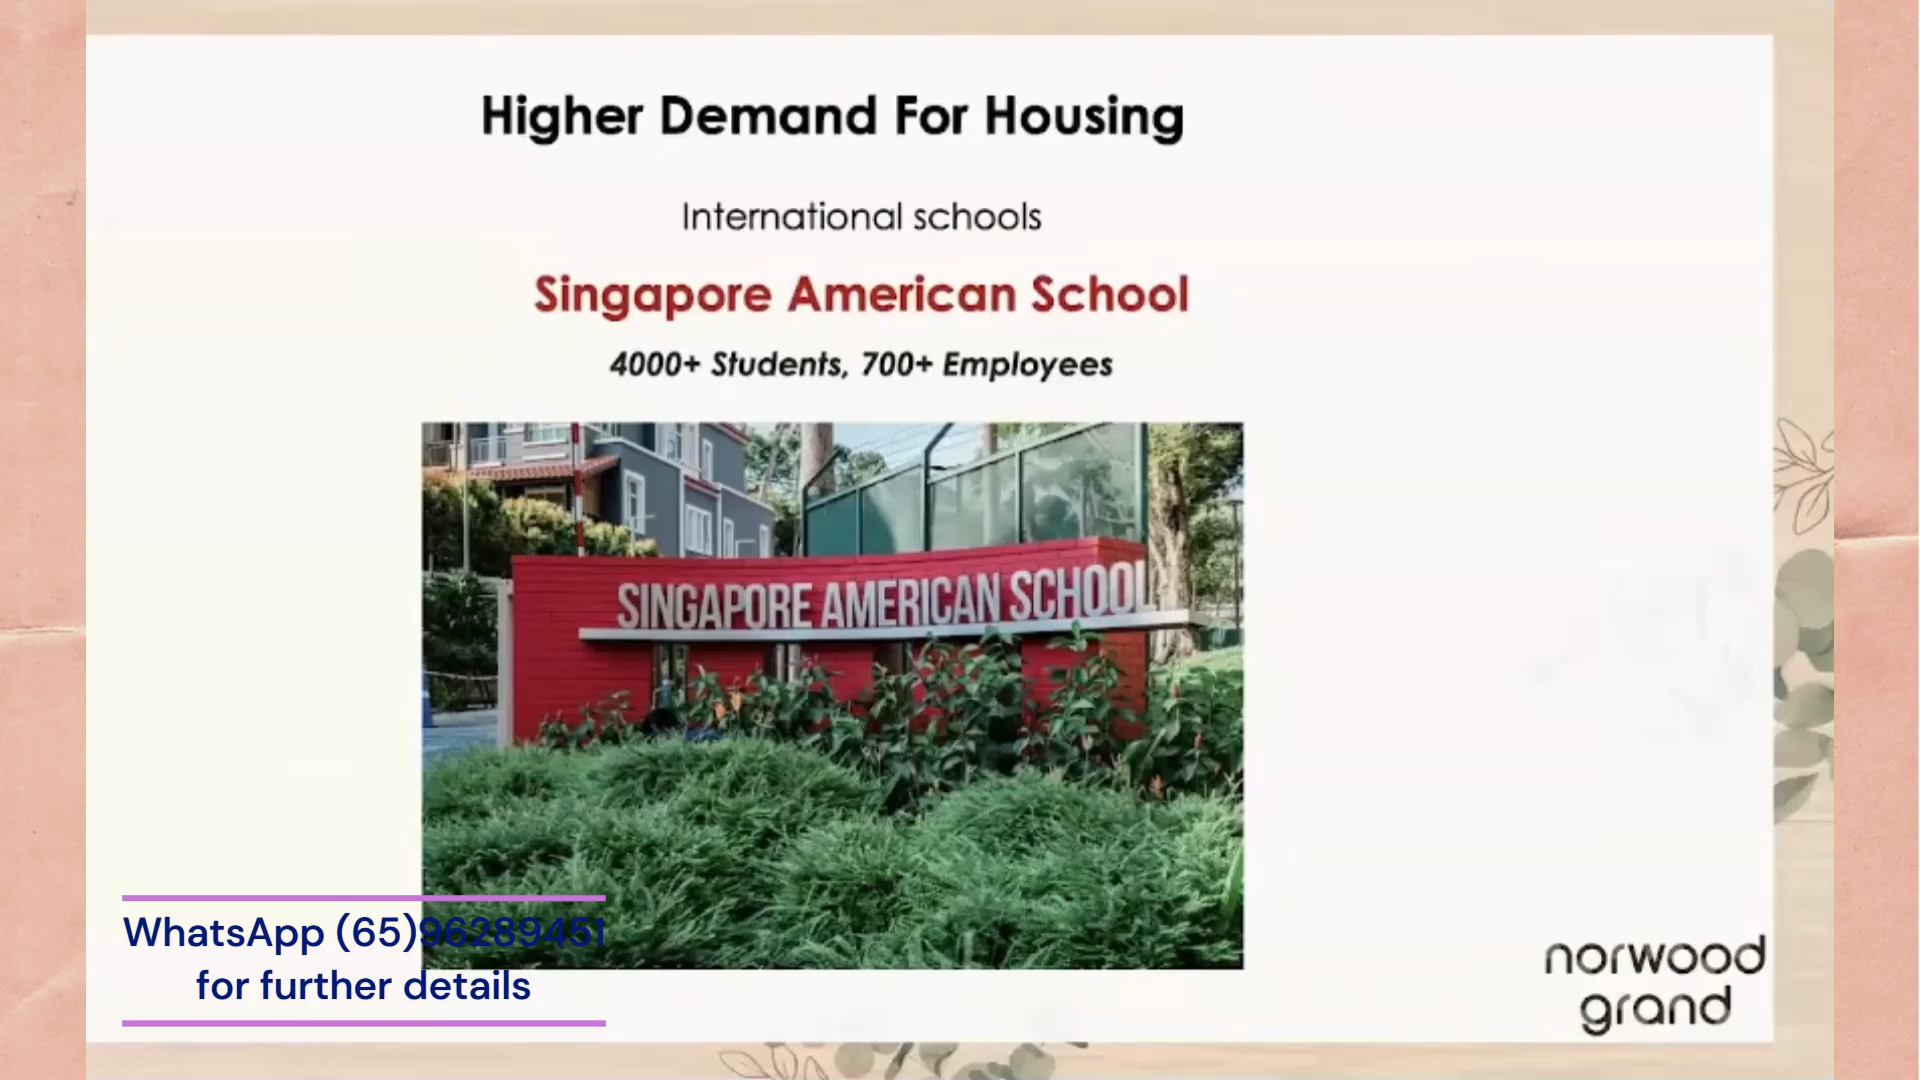 Higher Demand For Housing
International schools
Singapore American School
4000+ Students, 700+ Employees
SINGAPORE AMERICAN SCHOOL
WhatsApp (65)96289451
for further details
norwood
grand